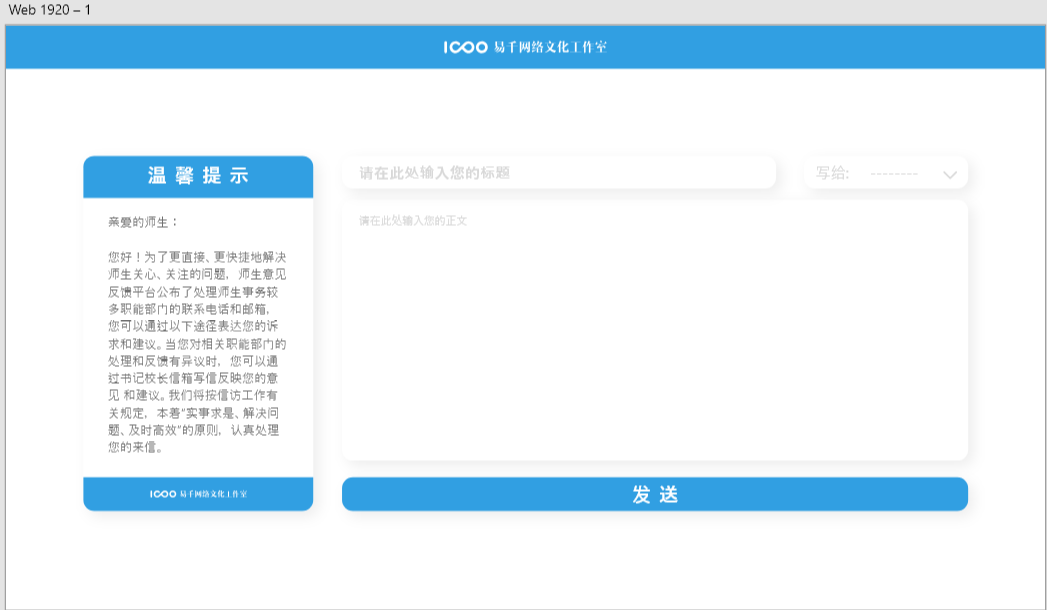 Web 1920 – 1
1COO 易千网络文化工作室
温馨提示
亲爱的师生：
您好！为了更直接、更快捷地解决
师生关心、关注的问题，师生意见
反馈平台公布了处理师生事务较
多职能部门的联系电话和邮箱，
您可以通过以下途径表达您的诉
求和建议。当您对相关职能部门的
处理和反馈有异议时，您可以通
过书记校长信箱写信反映您的意
见 和建议。我们将按信访工作有
关规定，本着“实事求是、解决问
题、及时高效”的原则，认真处理
您的来信。
1COO 易千网络文化工作室
请在此处输入您的标题
写给: --------
请在此处输入您的正文
发送